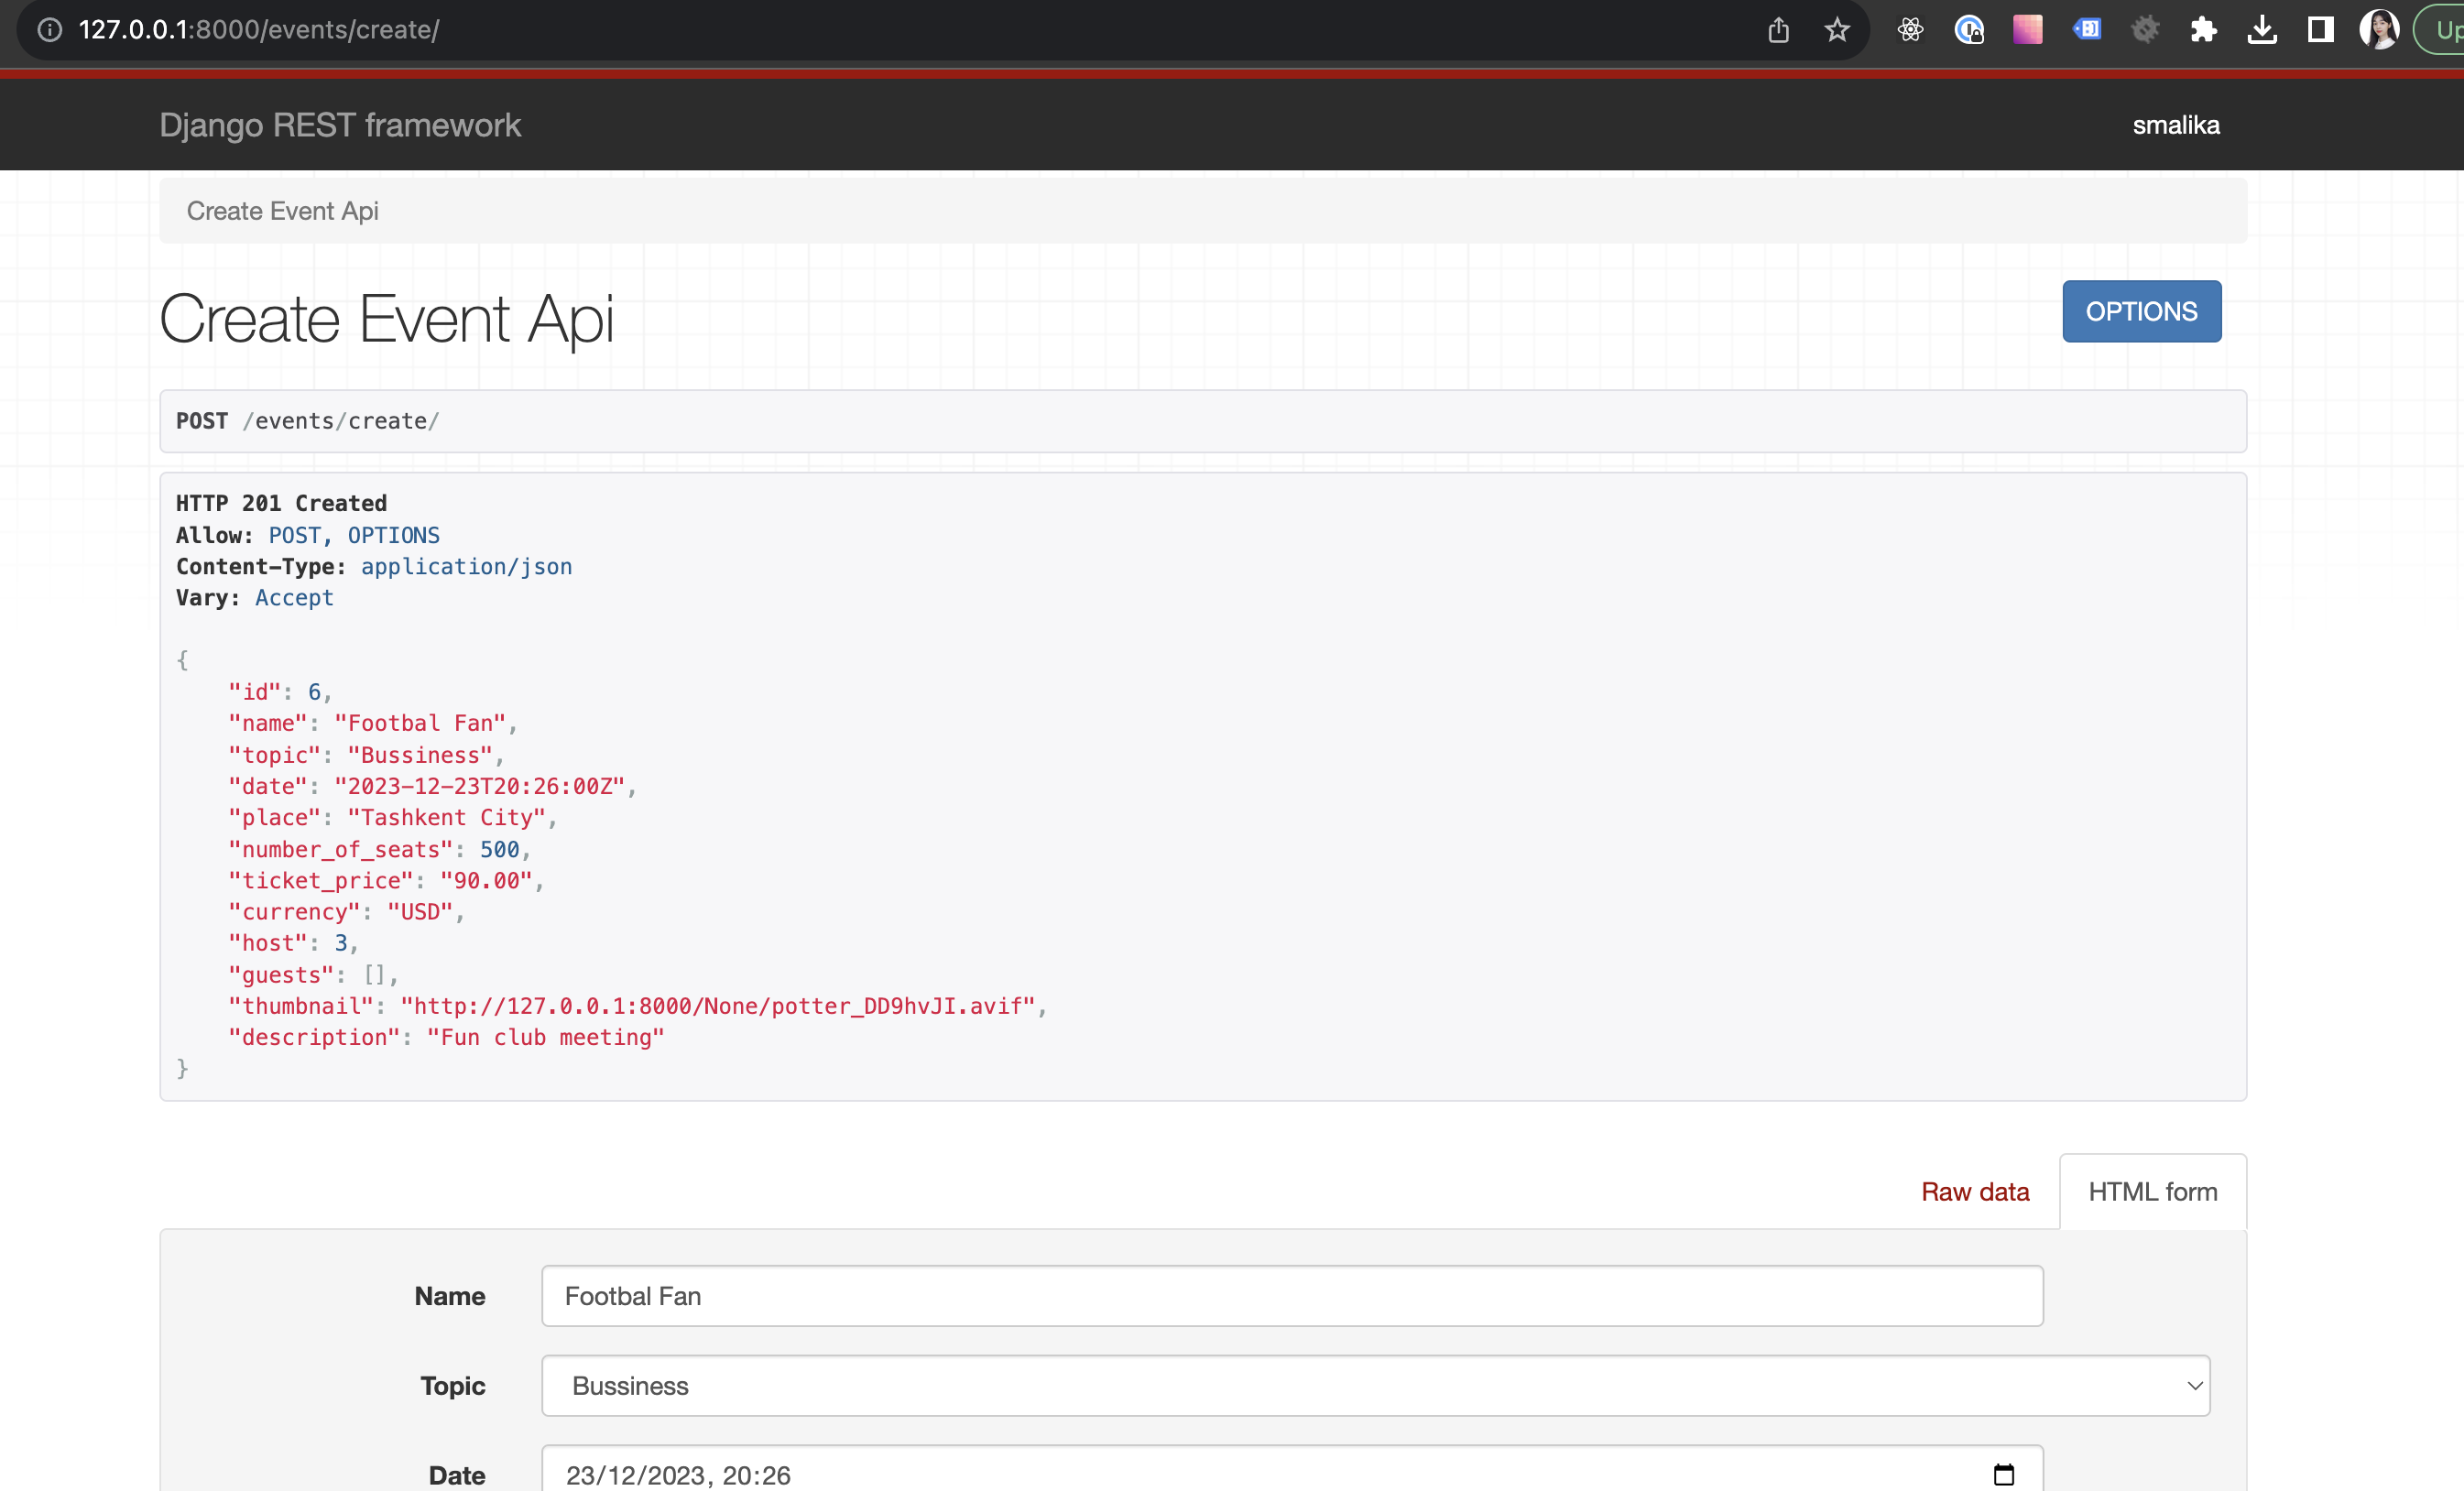 127.0.0.1:8000/events/create/
Django REST framework
smalika
Create Event Api
Create Event Api
OPTIONS
POST /events/create/
HTTP 201 Created
Allow: POST, OPTIONS
Content-Type: application/json
Vary: Accept
{
    "id": 6,
    "name": "Footbal Fan",
    "topic": "Bussiness",
    "date": "2023-12-23T20:26:00Z",
    "place": "Tashkent City",
    "number_of_seats": 500,
    "ticket_price": "90.00",
    "currency": "USD",
    "host": 3,
    "guests": [],
    "thumbnail": "http://127.0.0.1:8000/None/potter_DD9hvJI.avif",
    "description": "Fun club meeting"
}
Raw data
HTML form
Name
Footbal Fan
Topic
Bussiness
Date
23/12/2023, 20:26